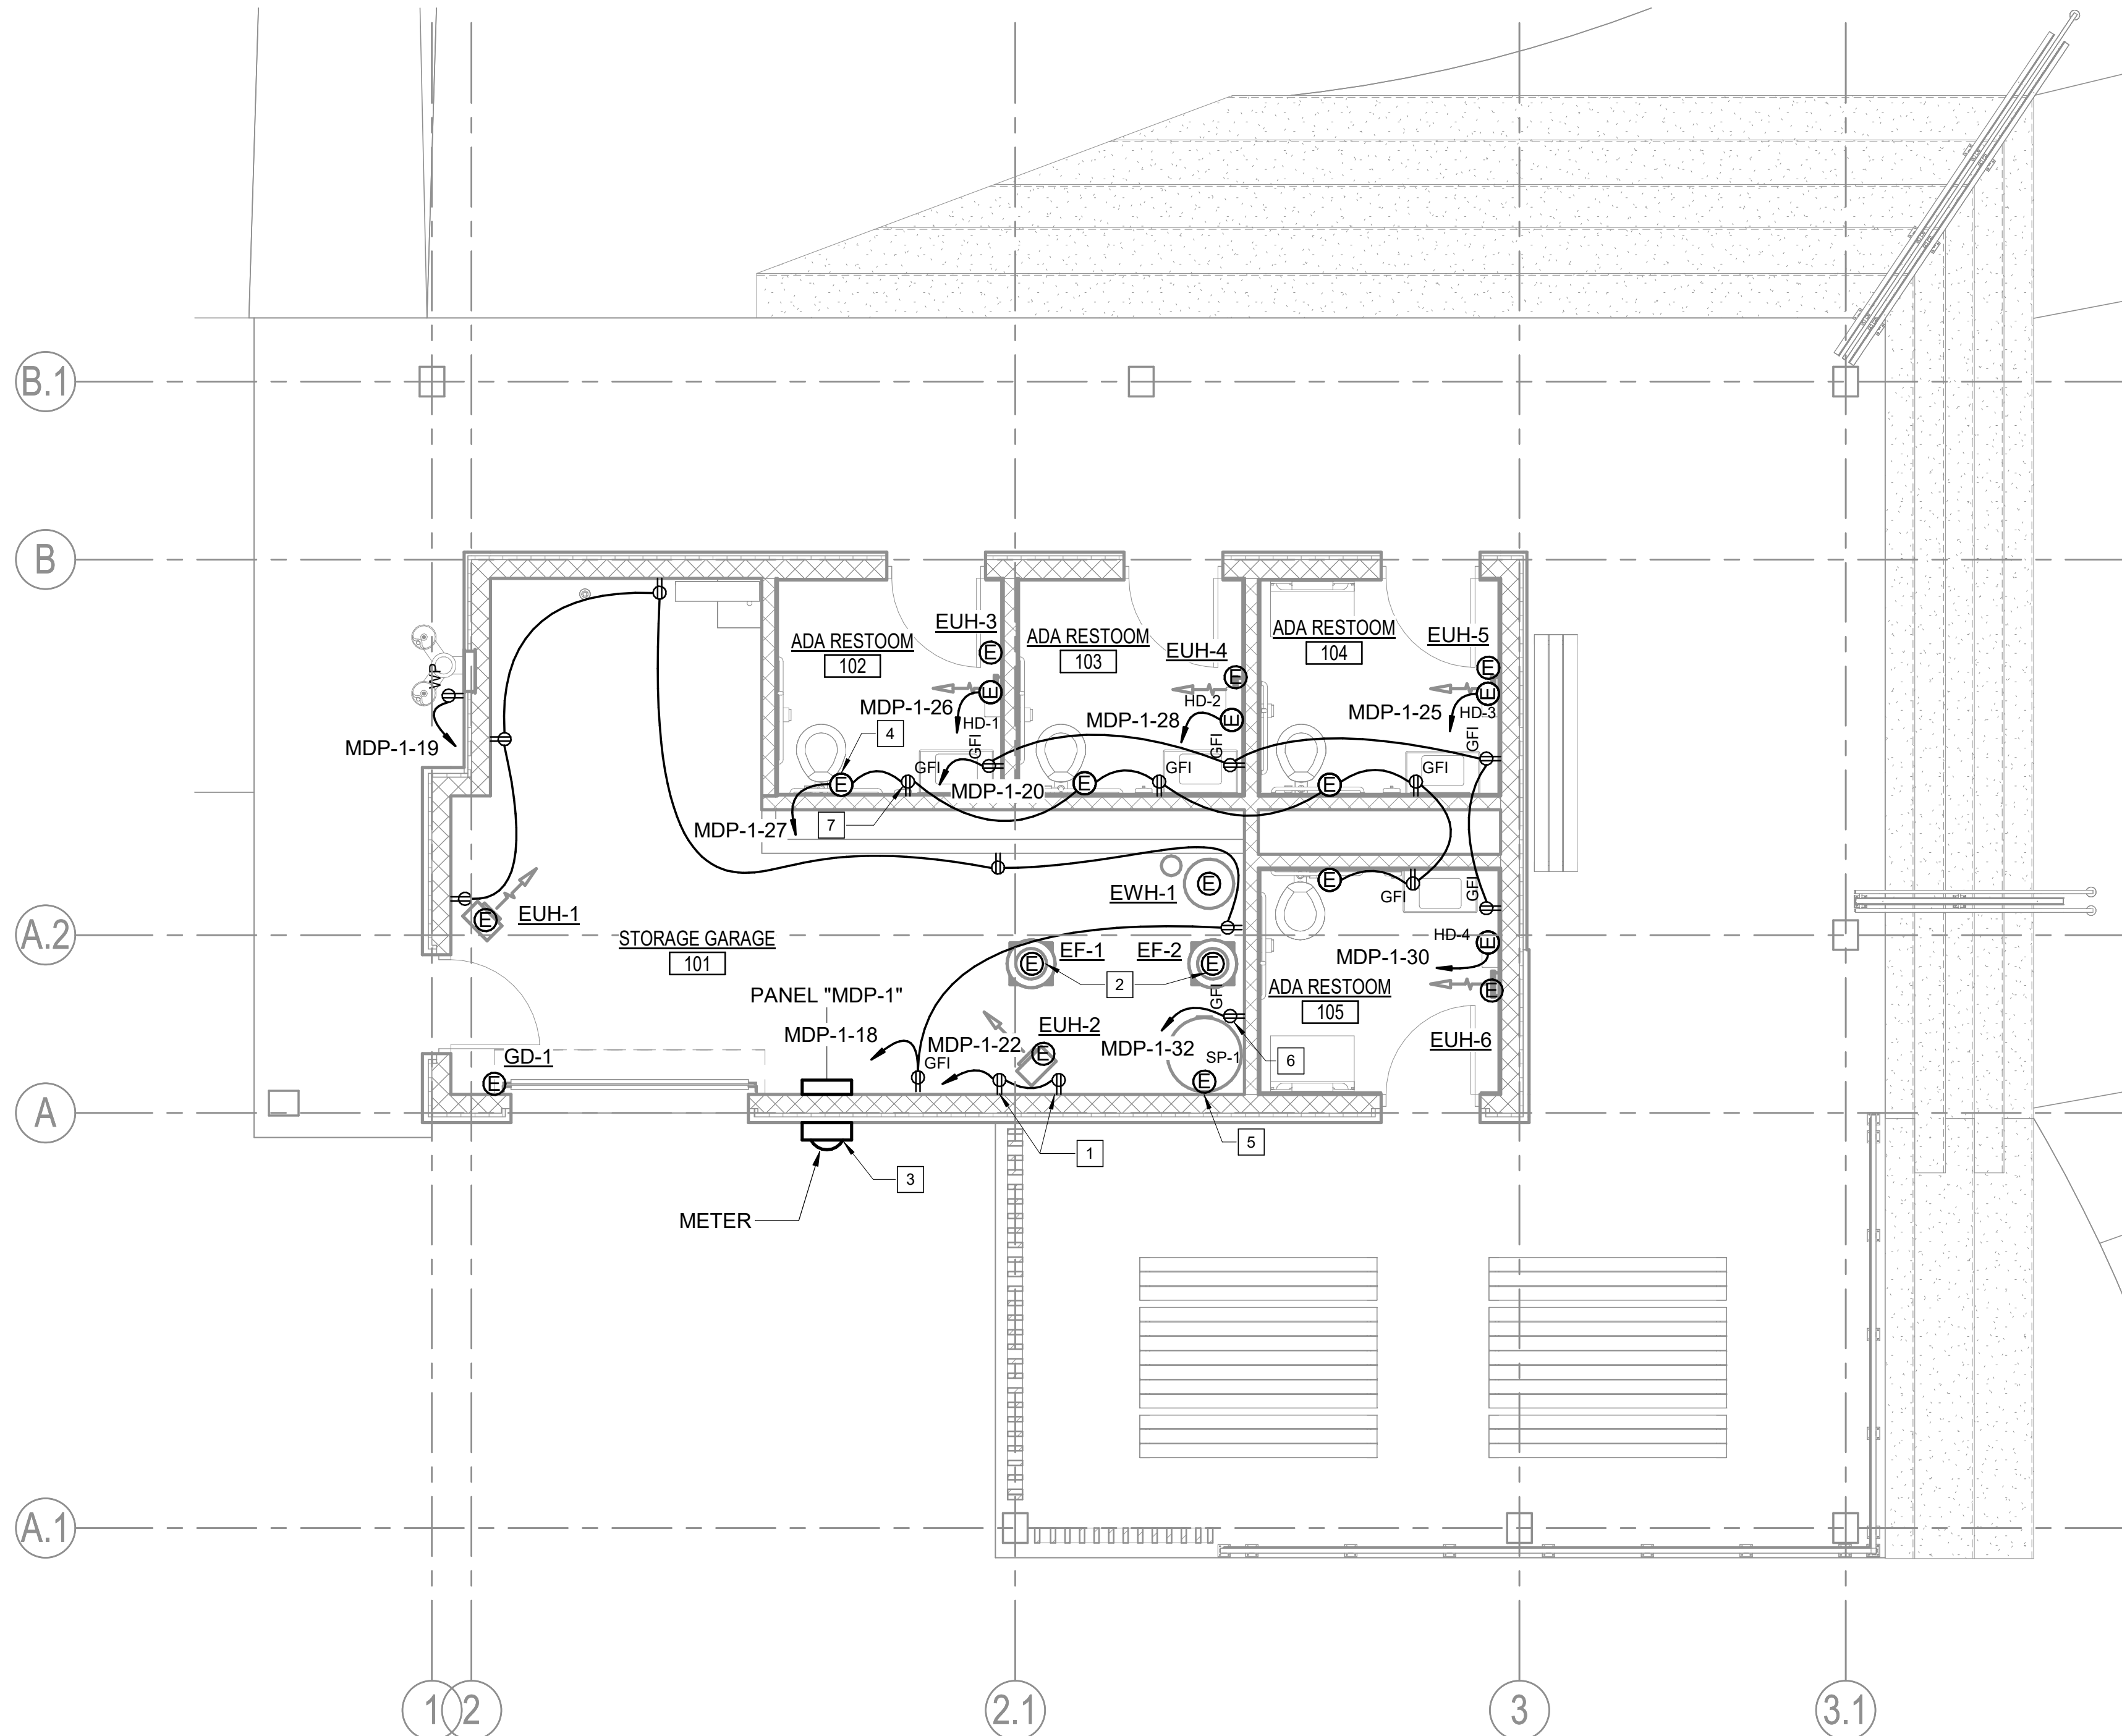 B.1
B
EUH-3
ADA RESTOOM
102
ADA RESTOOM
103
EUH-4
ADA RESTOOM
104
EUH-5
E
E
E
WP
MDP-1-19
MDP-1-26
E
HD-1
4
GFI
MDP-1-28
HD-2
E
GFI
MDP-1-25
E
HD-3
GFI
E
GFI
MDP-1-20
E
GFI
E
GFI
MDP-1-27
7
EWH-1
E
E
GFI
GFI
EUH-1
E
A.2
STORAGE GARAGE
101
EF-1
E
EF-2
E
2
GFI
HD-4
E
MDP-1-30
ADA RESTOOM
105
E
EUH-6
PANEL "MDP-1"
MDP-1-18
GFI
MDP-1-22
EUH-2
E
MDP-1-32
SP-1
E
6
GD-1
E
A
1
5
3
METER
A.1
1
2
2.1
3
3.1